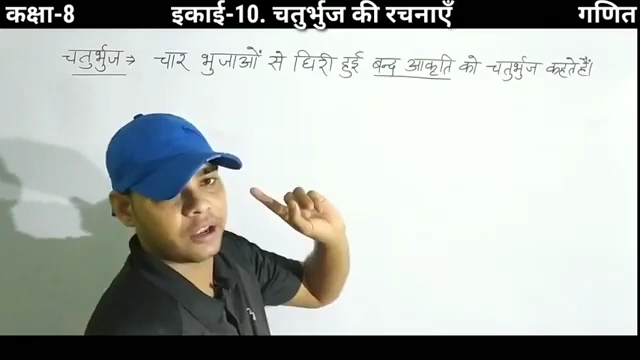 कक्षा-8 इकाई-10. चतुर्भुज की रचनाएँ गणित
चतुर्भुज → चार भुजाओं से घिरी हुई बन्द आकृति को चतुर्भुज कहते हैं।